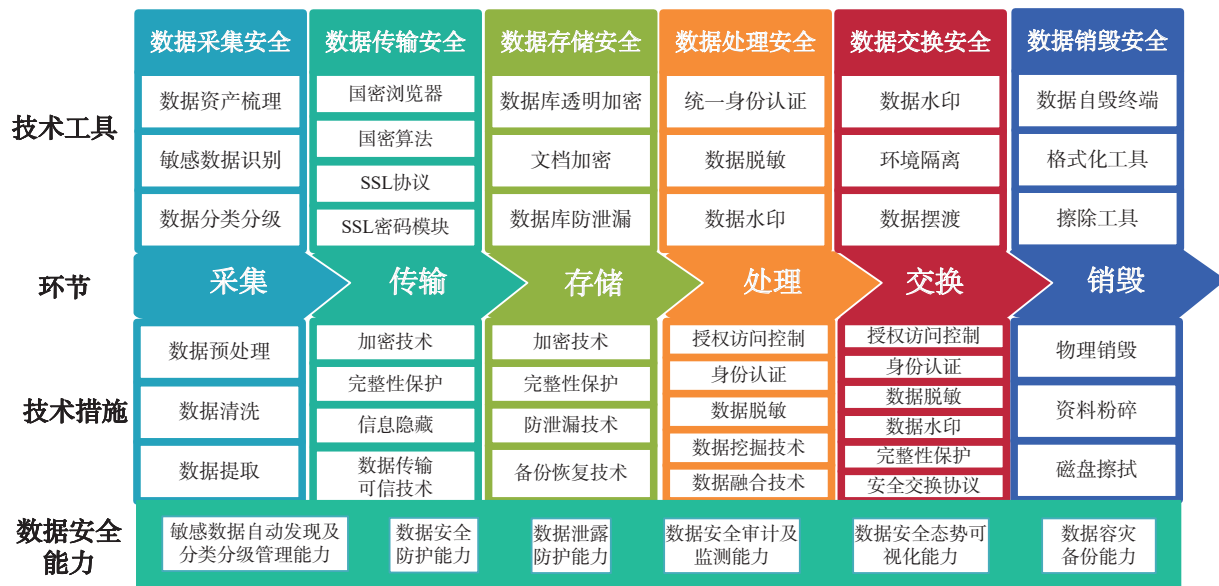 数据采集安全
数据传输安全
数据存储安全
数据处理安全
数据交换安全
数据销毁安全
技术工具
数据资产梳理
敏感数据识别
数据分类分级
国密浏览器
国密算法
SSL协议
SSL密码模块
数据库透明加密
文档加密
数据库防泄漏
统一身份认证
数据脱敏
数据水印
数据水印
环境隔离
数据摆渡
数据自毁终端
格式化工具
擦除工具
环节
采集
传输
存储
处理
交换
销毁
技术措施
数据预处理
数据清洗
数据提取
加密技术
完整性保护
信息隐藏
数据传输
可信技术
加密技术
完整性保护
防泄漏技术
备份恢复技术
授权访问控制
身份认证
数据脱敏
数据挖掘技术
数据融合技术
授权访问控制
身份认证
数据脱敏
数据水印
完整性保护
安全交换协议
物理销毁
资料粉碎
磁盘擦拭
数据安全
能力
敏感数据自动发现及
分类分级管理能力
数据安全
防护能力
数据泄露
防护能力
数据安全审计及
监测能力
数据安全态势可
视化能力
数据容灾
备份能力